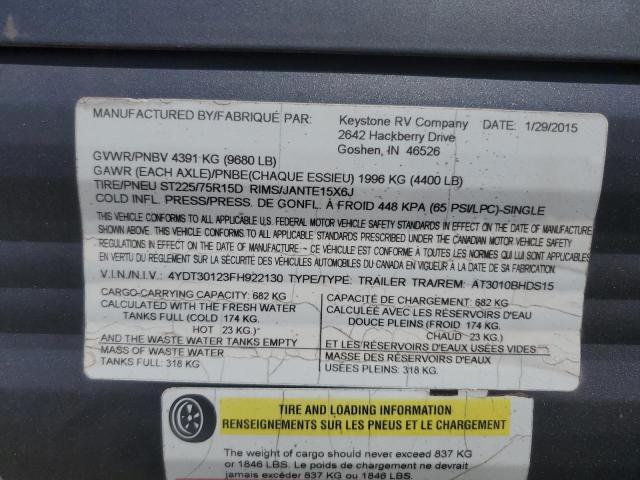 MANUFACTURED BY/FABRIQUÉ PAR: Keystone RV Company DATE: 1/29/2015
2642 Hackberry Drive
Goshen, IN 46526
GVWR/PNBV 4391 KG (9680 LB)
GAWR (EACH AXLE)/PNBE(CHAQUE ESSIEU) 1996 KG (4400 LB)
TIRE/PNEU ST225/75R15D RIMS/JANTE15X6J
COLD INFL. PRESS/PRESS. DE GONFL. À FROID 448 KPA (65 PSI/LPC)-SINGLE
THIS VEHICLE CONFORMS TO ALL APPLICABLE U.S. FEDERAL MOTOR VEHICLE SAFETY STANDARDS IN EFFECT ON THE DATE OF MANUFACTURE
SHOWN ABOVE. / THIS VEHICLE CONFORMS TO ALL APPLICABLE STANDARDS PRESCRIBED UNDER THE CANADIAN MOTOR VEHICLE SAFETY
REGULATIONS IN EFFECT ON THE DATE OF MANUFACTURE - CE VÉHICULE EST CONFORME À TOUTES LES NORMES QUI LUI SONT APPLICABLES
EN VERTU DU RÈGLEMENT SUR LA SÉCURITÉ DES VÉHICULES AUTOMOBILES DU CANADA EN VIGUEUR À LA DATE DE SA FABRICATION
V.I.N./N.I.V.: 4YDT30123FH922130 TYPE/TYPE: TRAILER TRA/REM: AT3010BHDS15
CARGO-CARRYING CAPACITY: 682 KG
CALCULATED WITH THE FRESH WATER
TANKS FULL (COLD 174 KG.
HOT 23 KG.)
AND THE WASTE WATER TANKS EMPTY
MASS OF WASTE WATER
TANKS FULL: 318 KG
CAPACITÉ DE CHARGEMENT: 682 KG
CALCULÉE AVEC LES RÉSERVOIRS D'EAU
DOUCE PLEINS (FROID 174 KG.
CHAUD 23 KG.)
ET LES RÉSERVOIRS D'EAUX USÉES VIDES
MASSE DES RÉSERVOIRS D'EAUX
USÉES PLEINS: 318 KG
TIRE AND LOADING INFORMATION
RENSEIGNEMENTS SUR LES PNEUS ET LE CHARGEMENT
The weight of cargo should never exceed 837 KG
or 1846 LBS. Le poids de chargement ne devrait
jamais excéder 837 KG ou 1846 LBS.